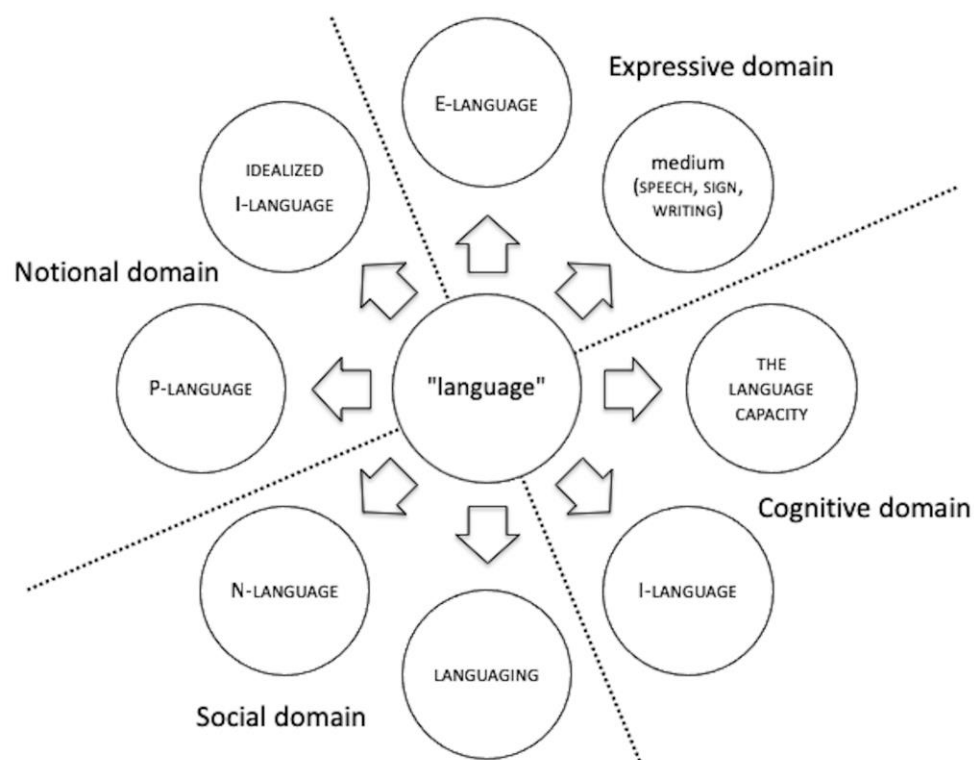 E-LANGUAGE
Expressive domain
IDEALIZED
I-LANGUAGE
medium
(SPEECH, SIGN,
WRITING)
Notional domain
P-LANGUAGE
"language"
THE
LANGUAGE
CAPACITY
Cognitive domain
N-LANGUAGE
I-LANGUAGE
LANGUAGING
Social domain